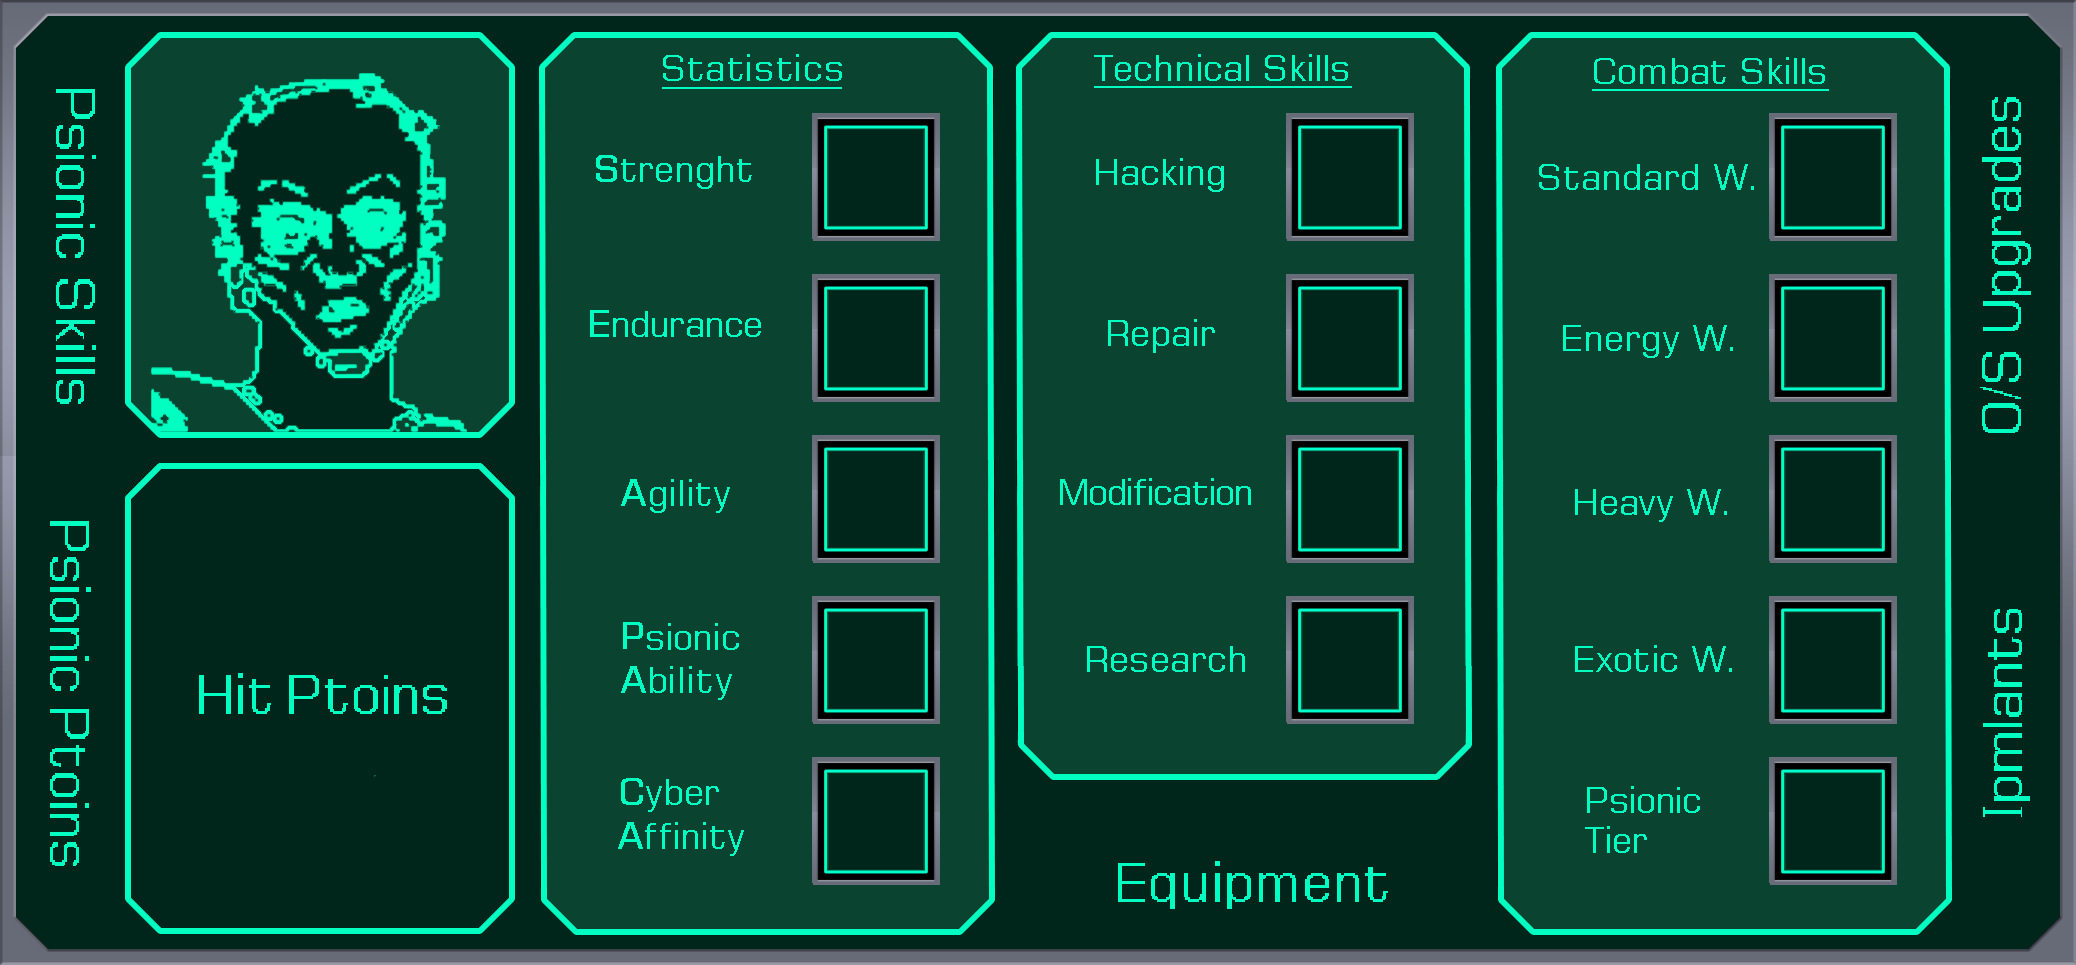 Psionic Skills
Psionic Ptoins
Hit Ptoins
Statistics
Strenght
Endurance
Agility
Psionic
Ability
Cyber
Affinity
Technical Skills
Hacking
Repair
Modification
Research
Equipment
Combat Skills
Standard W.
Energy W.
Heavy W.
Exotic W.
Psionic
Tier
O/S Upgrades
Ipmlants